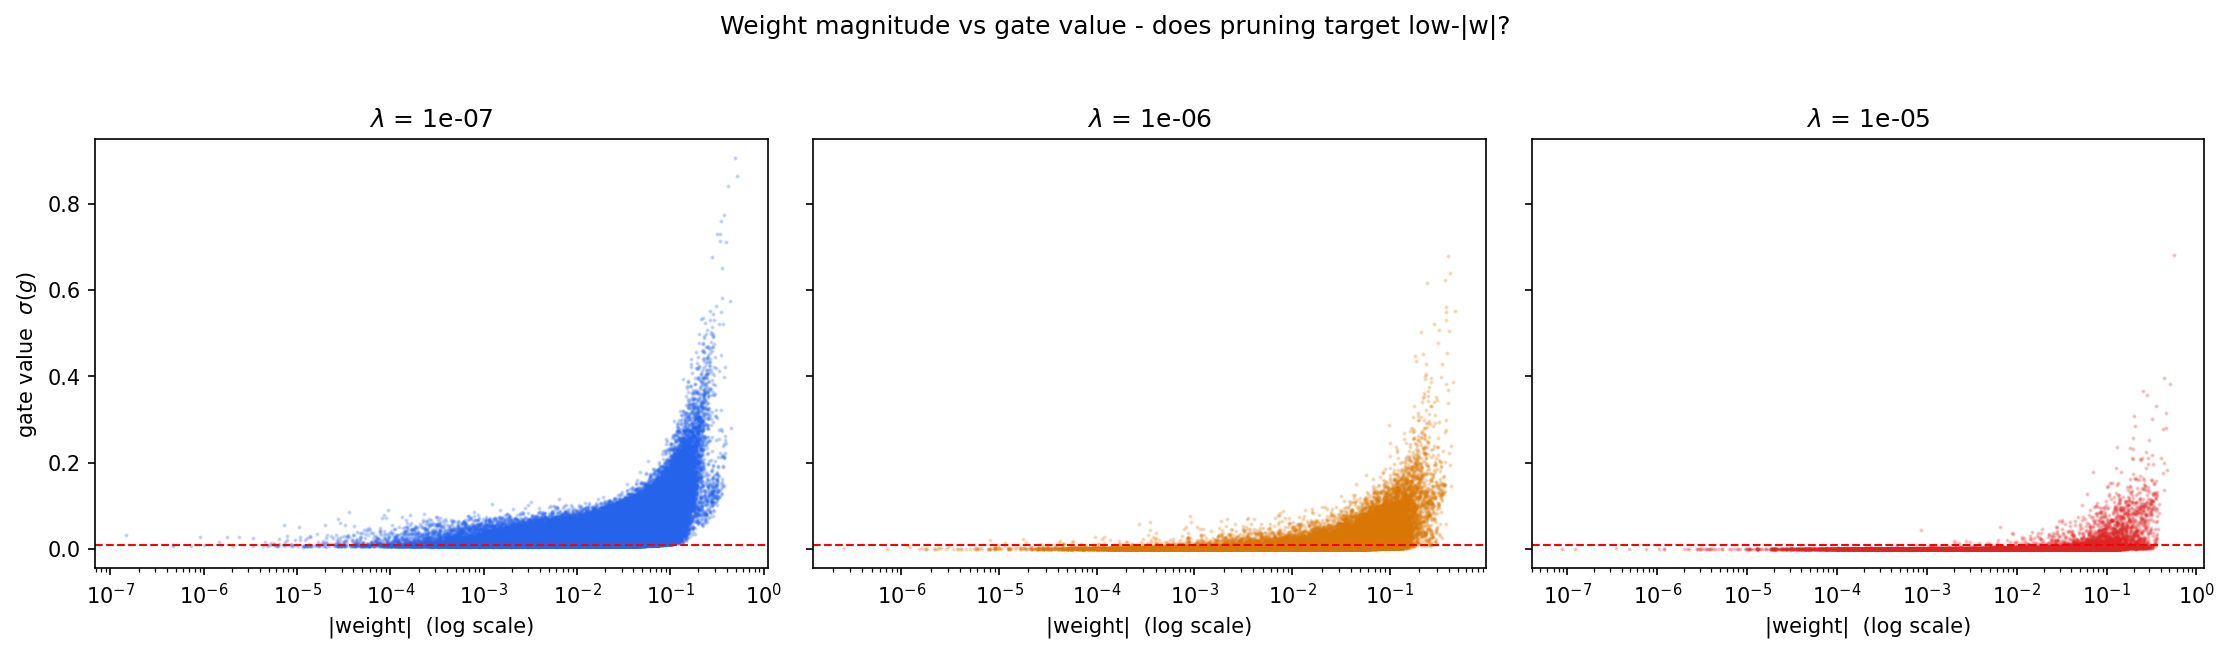 Weight magnitude vs gate value - does pruning target low-|w|?
λ = 1e-07
λ = 1e-06
λ = 1e-05
gate value σ(g)
0.8
0.6
0.4
0.2
0.0
10⁻⁷ 10⁻⁶ 10⁻⁵ 10⁻⁴ 10⁻³ 10⁻² 10⁻¹ 10⁰
10⁻⁶ 10⁻⁵ 10⁻⁴ 10⁻³ 10⁻² 10⁻¹
10⁻⁷ 10⁻⁶ 10⁻⁵ 10⁻⁴ 10⁻³ 10⁻² 10⁻¹ 10⁰
|weight| (log scale)
|weight| (log scale)
|weight| (log scale)